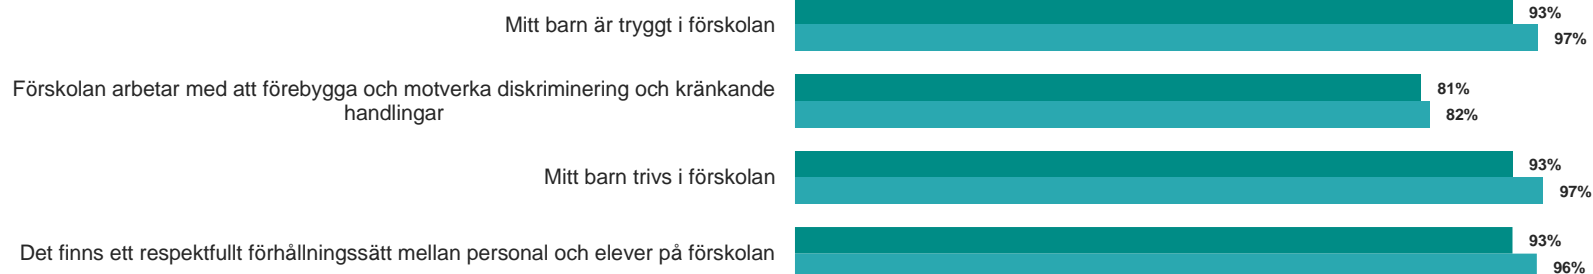 Mitt barn är tryggt i förskolan
93%
97%
Förskolan arbetar med att förebygga och motverka diskriminering och kränkande
handlingar
81%
82%
Mitt barn trivs i förskolan
93%
97%
Det finns ett respektfullt förhållningssätt mellan personal och elever på förskolan
93%
96%